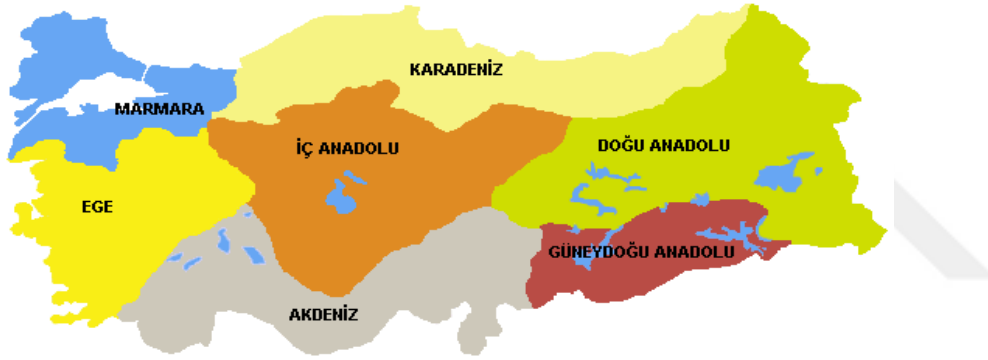 KARADENİZ
MARMARA
İÇ ANADOLU
DOĞU ANADOLU
EGE
GÜNEYDOĞU ANADOLU
AKDENİZ